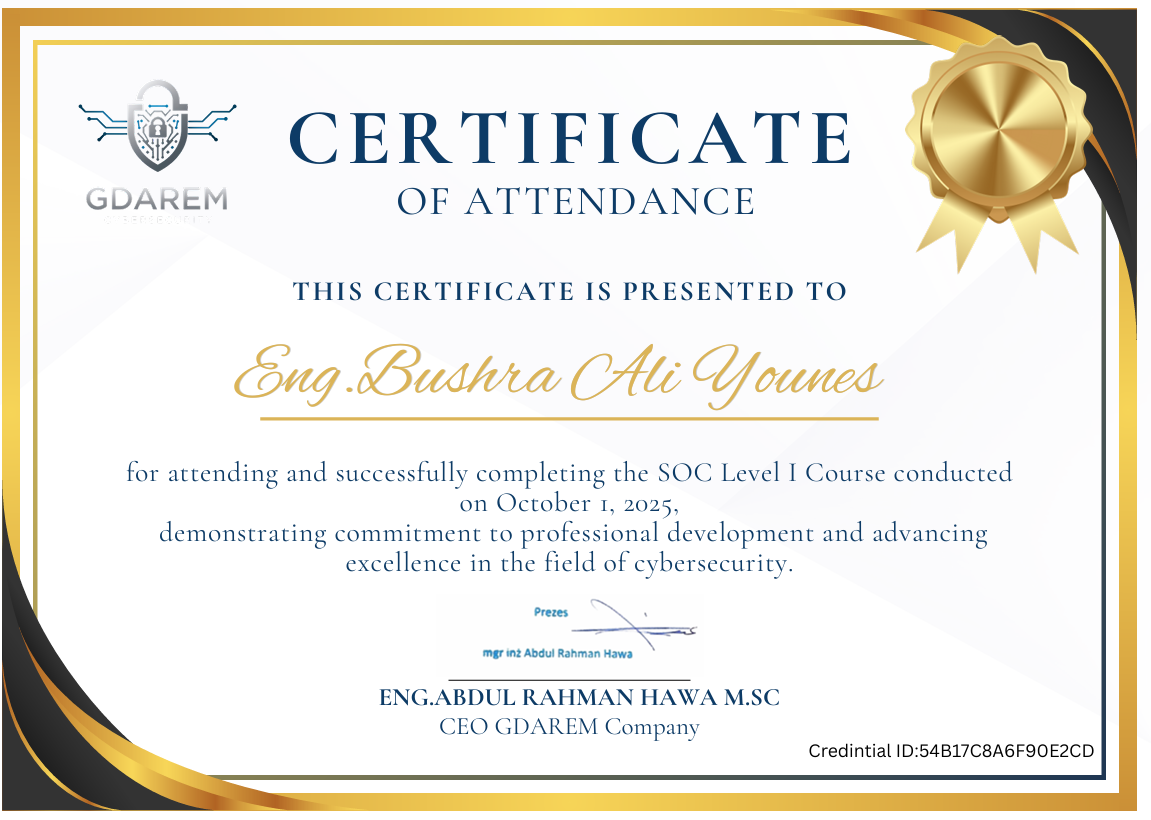 GDAREM
CYBERSECURITY
CERTIFICATE
OF ATTENDANCE
THIS CERTIFICATE IS PRESENTED TO
Eng.Bushra Ali Younes
for attending and successfully completing the SOC Level I Course conducted
on October 1, 2025,
demonstrating commitment to professional development and advancing
excellence in the field of cybersecurity.
Prezes
mgr inż Abdul Rahman Hawa
ENG.ABDUL RAHMAN HAWA M.SC
CEO GDAREM Company
Credintial ID:54B17C8A6F90E2CD